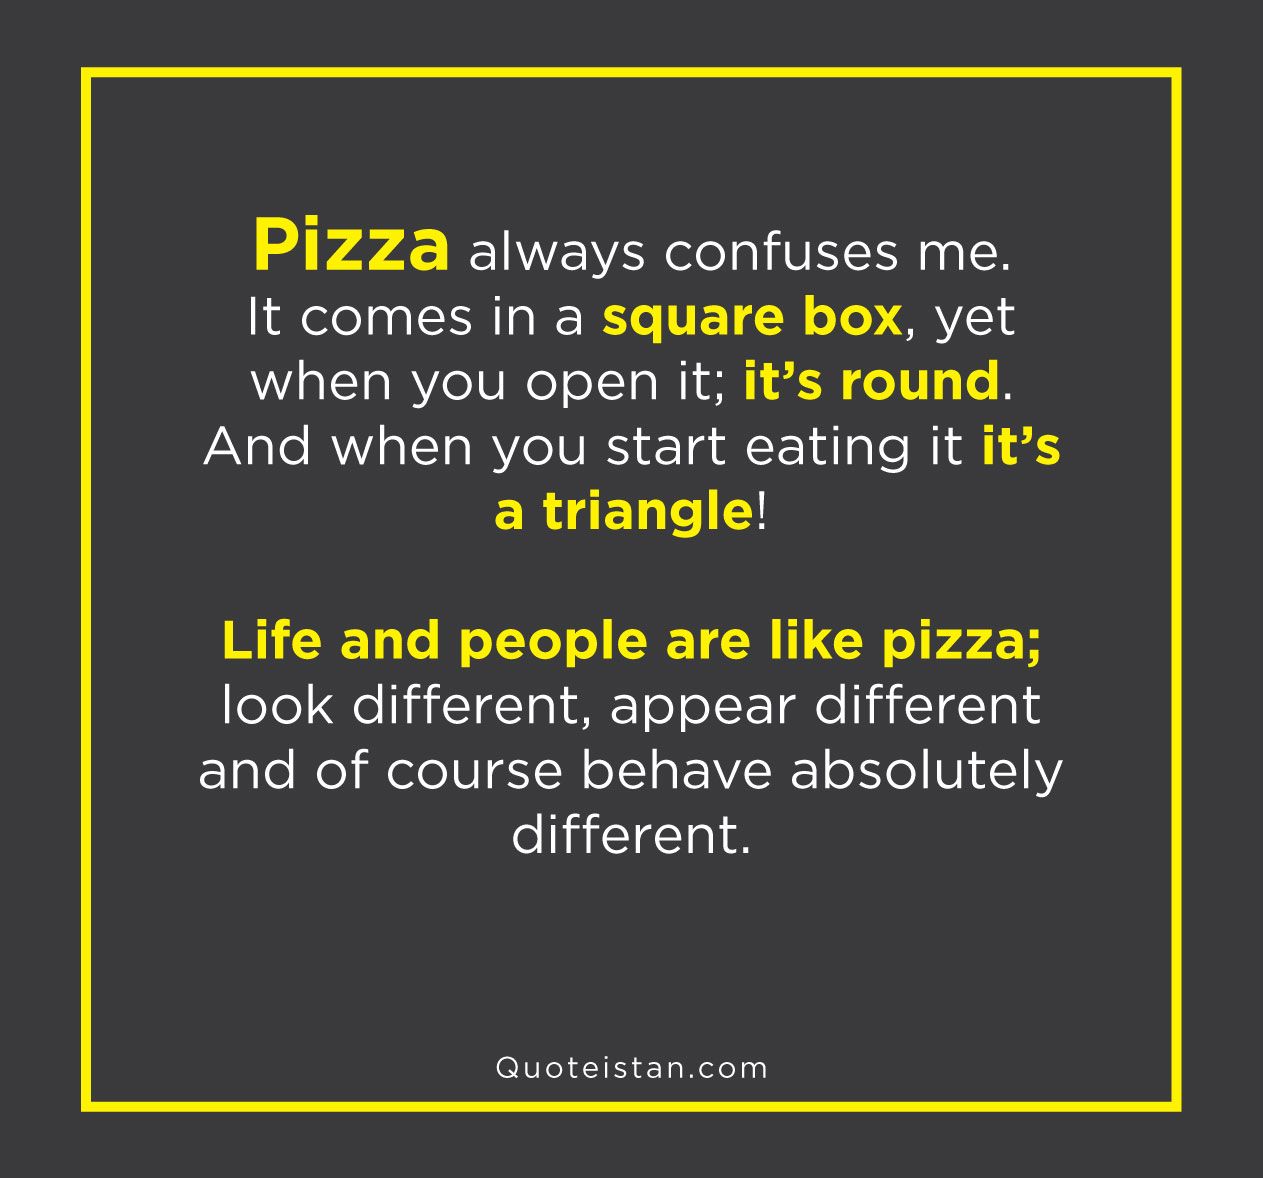 Pizza always confuses me.
It comes in a square box, yet
when you open it; it’s round.
And when you start eating it it’s
a triangle!
Life and people are like pizza;
look different, appear different
and of course behave absolutely
different.
Quoteistan.com